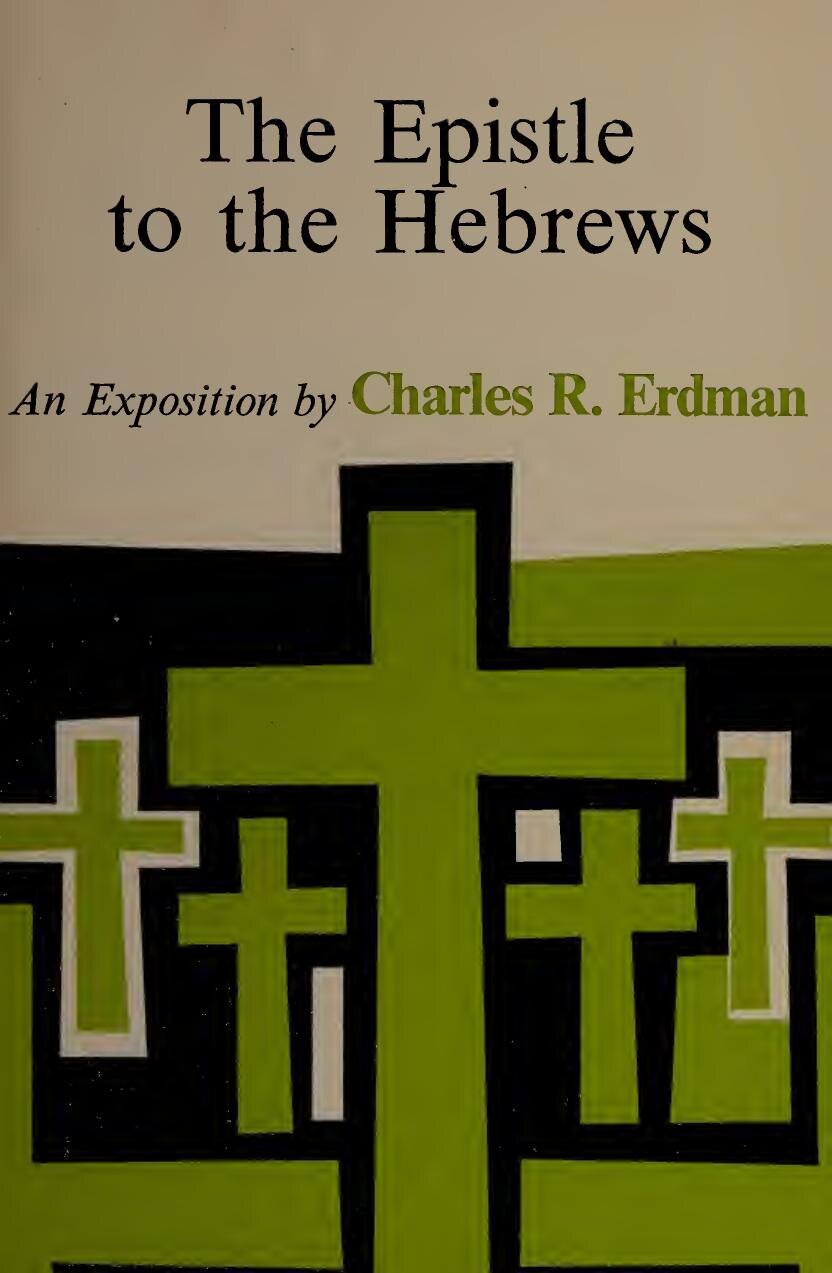 The Epistle
to the Hebrews
An Exposition by Charles R. Erdman